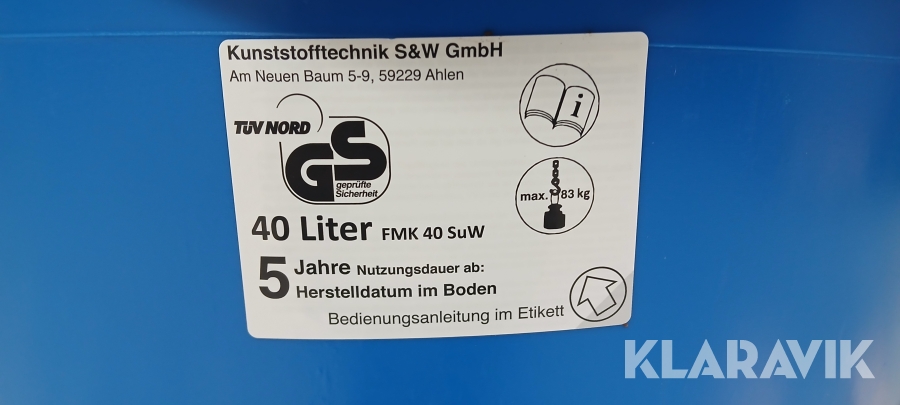 Kunststofftechnik S&W GmbH
Am Neuen Baum 5-9, 59229 Ahlen
TÜV NORD
GS
geprüfte
Sicherheit
i
max. 83 kg
40 Liter FMK 40 SuW
5 Jahre Nutzungsdauer ab:
Herstelldatum im Boden
Bedienungsanleitung im Etikett
KLARAVIK